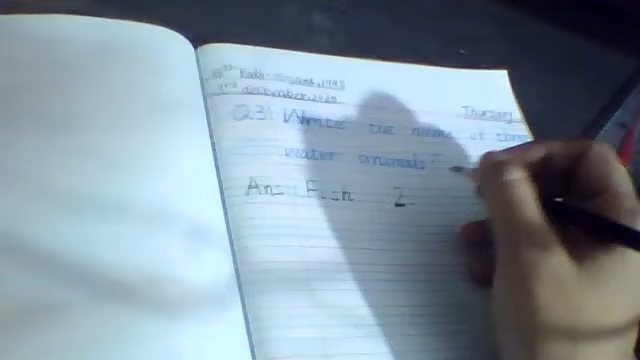 3rd december, 2020
Thursday
Q3) Write the name of three
water animals?
Ans: Fish 2.